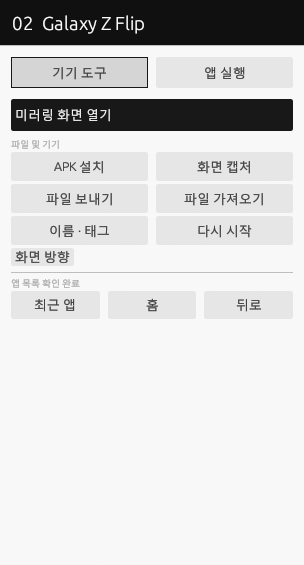 02 Galaxy Z Flip
기기 도구 앱 실행
미러링 화면 열기
파일 및 기기
APK 설치 화면 캡처
파일 보내기 파일 가져오기
이름 · 태그 다시 시작
화면 방향
앱 목록 확인 완료
최근 앱 홈 뒤로